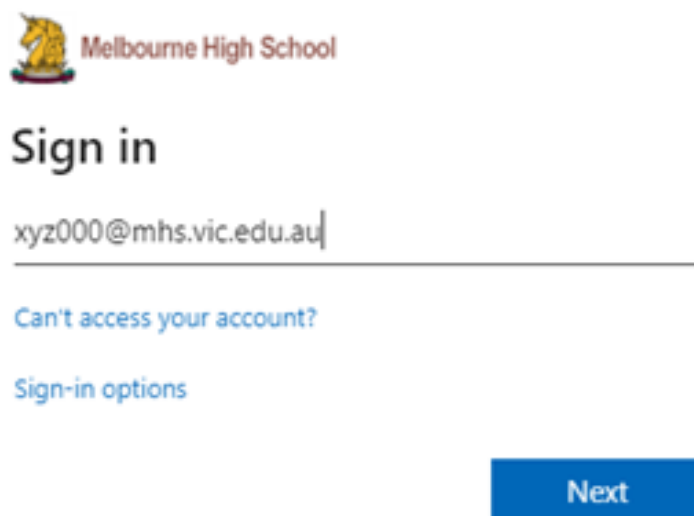 Melbourne High School
Sign in
xyz000@mhs.vic.edu.au
Can't access your account?
Sign-in options
Next